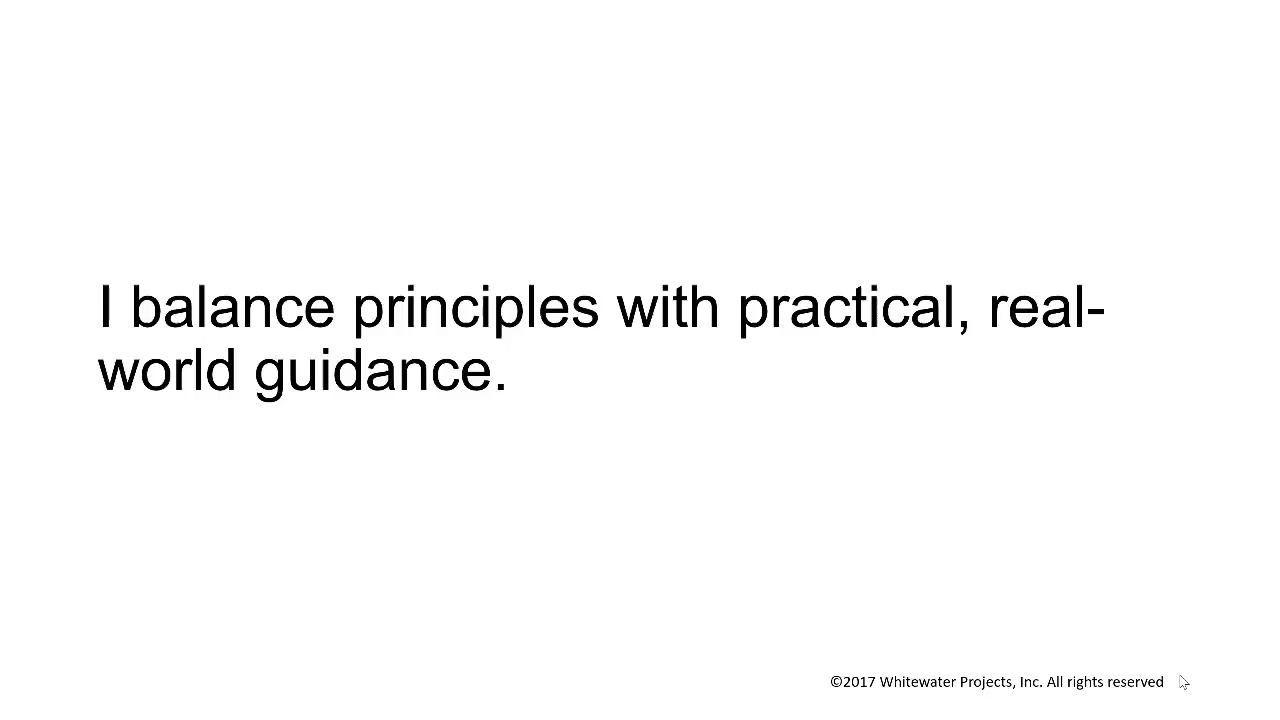 I balance principles with practical, real-
world guidance.
©2017 Whitewater Projects, Inc. All rights reserved